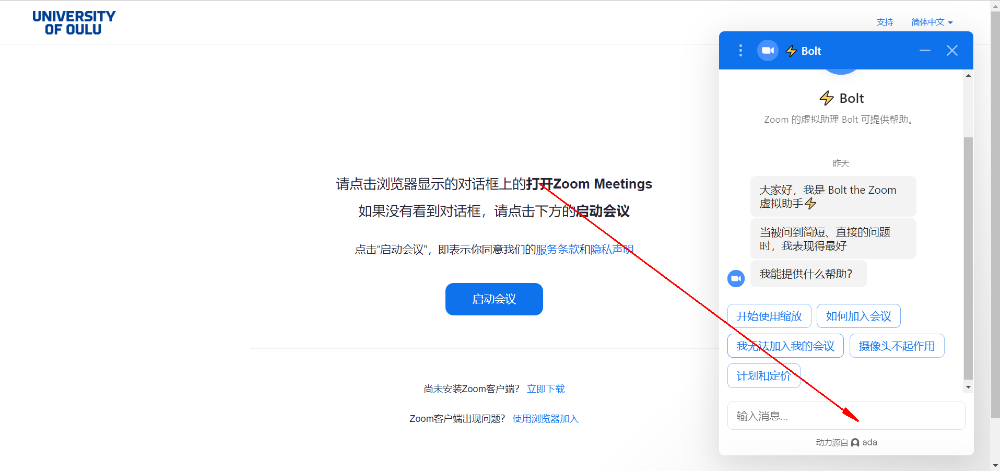 UNIVERSITY
OF OULU
支持
简体中文
请点击浏览器显示的对话框上的打开Zoom Meetings
如果没有看到对话框，请点击下方的启动会议
点击“启动会议”，即表示你同意我们的服务条款和隐私声明
启动会议
尚未安装Zoom客户端？ 立即下载
Zoom客户端出现问题？ 使用浏览器加入
Bolt
Bolt
Zoom 的虚拟助理 Bolt 可提供帮助。
昨天
大家好，我是 Bolt the Zoom
虚拟助手
当被问到简短、直接的问题
时，我表现得最好
我能提供什么帮助？
开始使用缩放
如何加入会议
我无法加入我的会议
摄像头不起作用
计划和定价
输入消息...
动力源自 ada